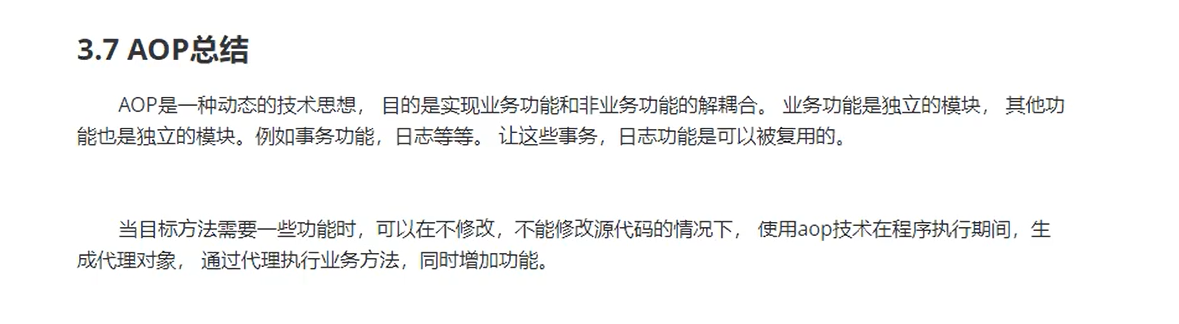 3.7 AOP总结
AOP是一种动态的技术思想， 目的是实现业务功能和非业务功能的解耦合。 业务功能是独立的模块， 其他功
能也是独立的模块。例如事务功能，日志等等。 让这些事务，日志功能是可以被复用的。
当目标方法需要一些功能时，可以在不修改，不能修改源代码的情况下， 使用aop技术在程序执行期间，生
成代理对象， 通过代理执行业务方法，同时增加功能。